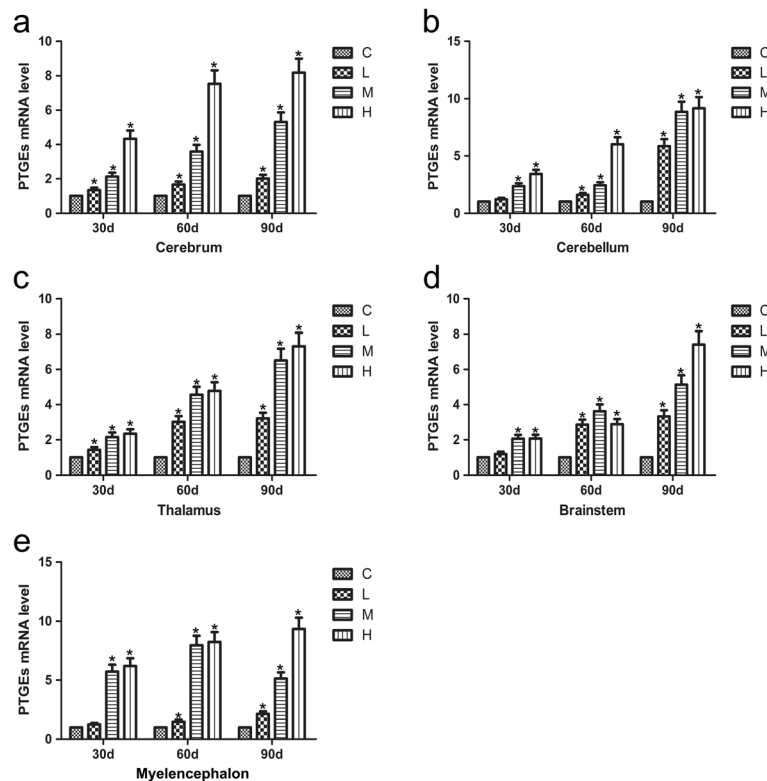 a
PTGEs mRNA level
10
8
6
4
2
0
* * *
* * *
* * *
30d 60d 90d
Cerebrum
C
L
M
H
b
PTGEs mRNA level
15
10
5
0
* *
* * *
* * *
30d 60d 90d
Cerebellum
C
L
M
H
c
PTGEs mRNA level
10
8
6
4
2
0
* * *
* * *
* * *
30d 60d 90d
Thalamus
C
L
M
H
d
PTGEs mRNA level
10
8
6
4
2
0
* *
* * *
* * *
30d 60d 90d
Brainstem
C
L
M
H
e
PTGEs mRNA level
15
10
5
0
* *
* * *
* * *
30d 60d 90d
Myelencephalon
C
L
M
H